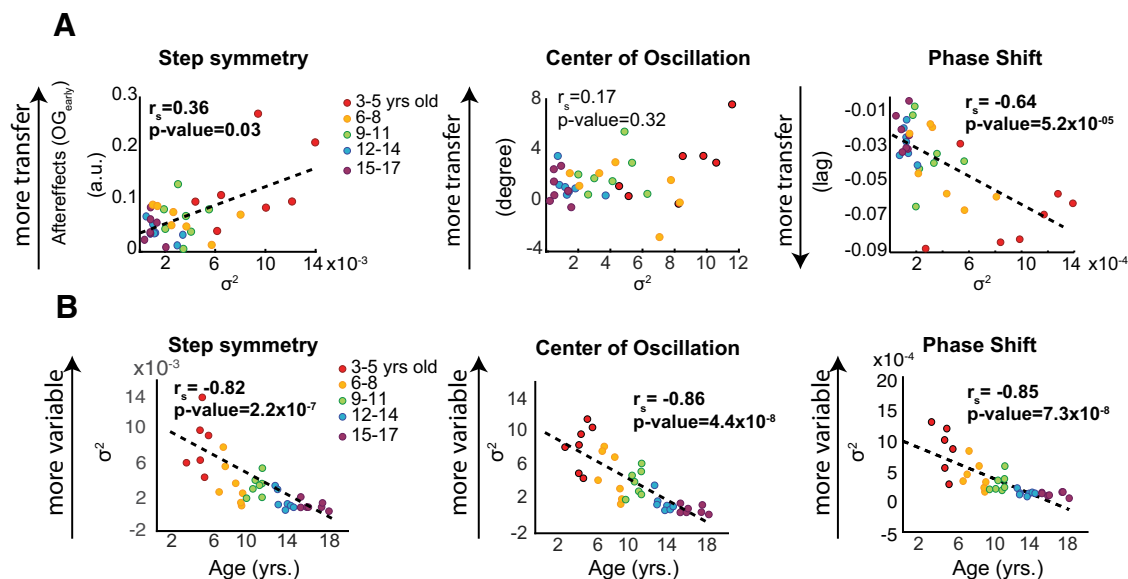 A
Step symmetry
more transfer
Aftereffects (OG early)
(a.u.)
0.3
0.2
0.1
0
r s=0.36
p-value=0.03
3-5 yrs old
6-8
9-11
12-14
15-17
2 6 10 14 x10-3
σ2
Center of Oscillation
more transfer
(degree)
8
4
0
-4
r s=0.17
p-value=0.32
2 4 6 8 10 12
σ2
Phase Shift
more transfer
(lag)
-0.01
-0.03
-0.05
-0.07
-0.09
r s= -0.64
p-value=5.2x10-05
2 6 10 14 x10-4
σ2
B
Step symmetry
more variable
σ2
x10-3
14
10
6
2
-2
r s= -0.82
p-value=2.2x10-7
3-5 yrs old
6-8
9-11
12-14
15-17
2 6 10 14 18
Age (yrs.)
Center of Oscillation
more variable
σ2
14
10
6
2
-2
r s= -0.86
p-value=4.4x10-8
2 6 10 14 18
Age (yrs.)
Phase Shift
more variable
σ2
x10-4
20
15
10
5
0
-5
r s= -0.85
p-value=7.3x10-8
2 6 10 14 18
Age (yrs.)